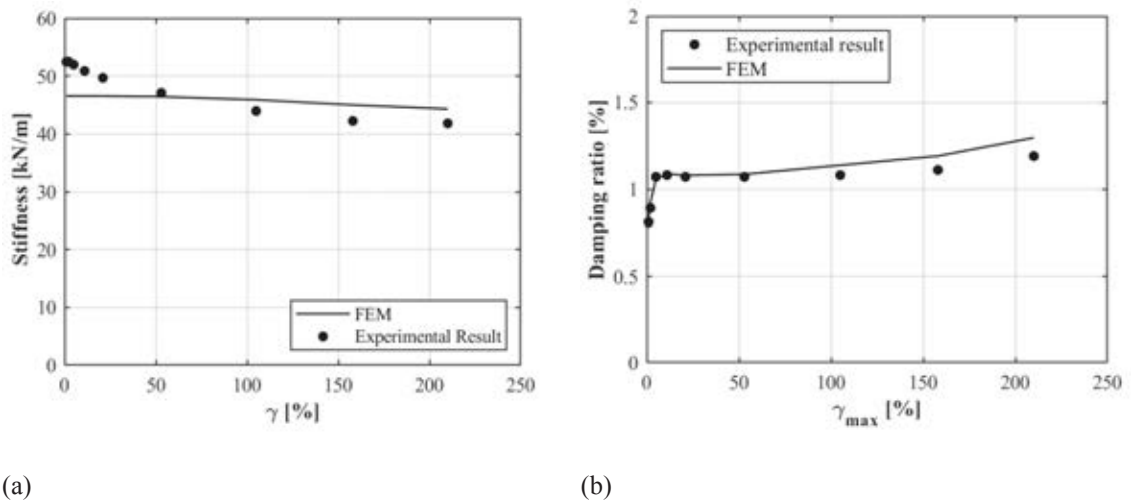 60
50
40
30
20
10
0
Stiffness [kN/m]
FEM
Experimental Result
0 50 100 150 200 250
γ [%]
(a)
2
1.5
1
0.5
0
Damping ratio [%]
Experimental result
FEM
0 50 100 150 200 250
γmax [%]
(b)